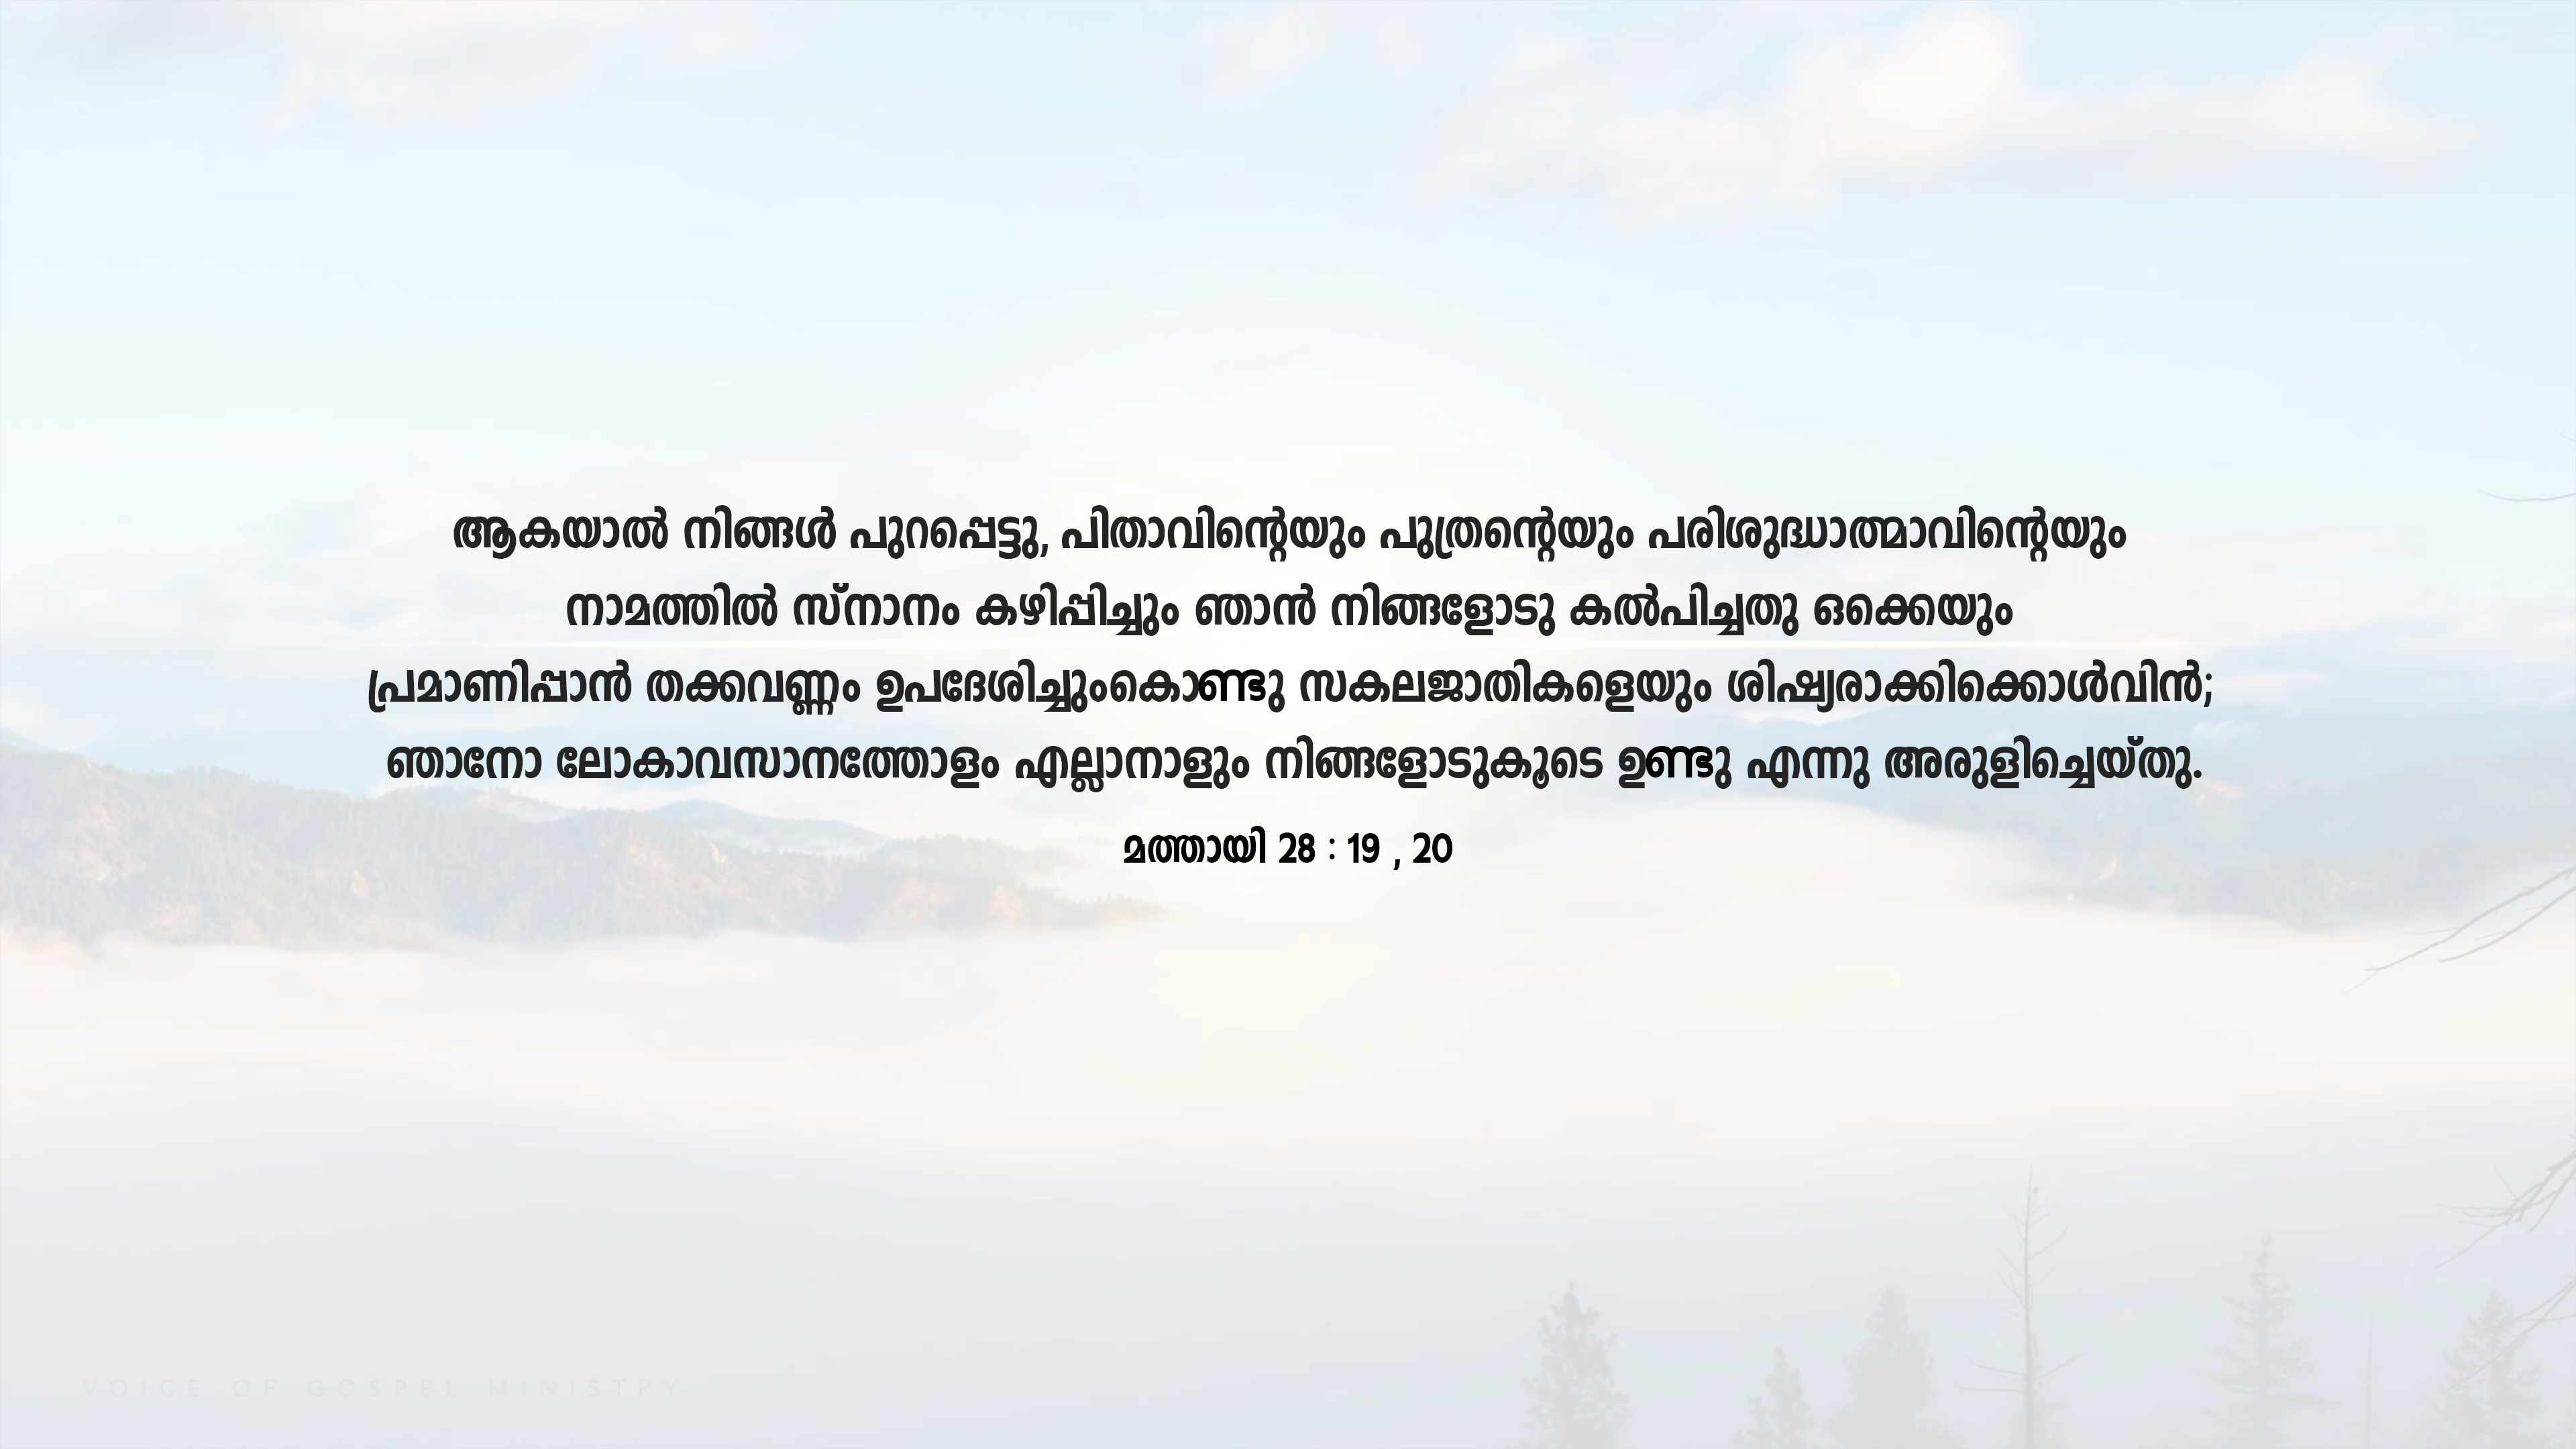 ആകയാൽ നിങ്ങൾ പുറപ്പെട്ടു, പിതാവിന്റെയും പുത്രന്റെയും പരിശുദ്ധാത്മാവിന്റെയും
നാമത്തിൽ സ്നാനം കഴിപ്പിച്ചും ഞാൻ നിങ്ങളോടു കൽപിച്ചതു ഒക്കെയും
പ്രമാണിപ്പാൻ തക്കവണ്ണം ഉപദേശിച്ചുംകൊണ്ടു സകലജാതികളെയും ശിഷ്യരാക്കിക്കൊൾവിൻ;
ഞാനോ ലോകാവസാനത്തോളം എല്ലാനാളും നിങ്ങളോടുകൂടെ ഉണ്ടു എന്നു അരുളിച്ചെയ്തു.
മത്തായി 28 : 19 , 20
VOICE OF GOSPEL MINISTRY